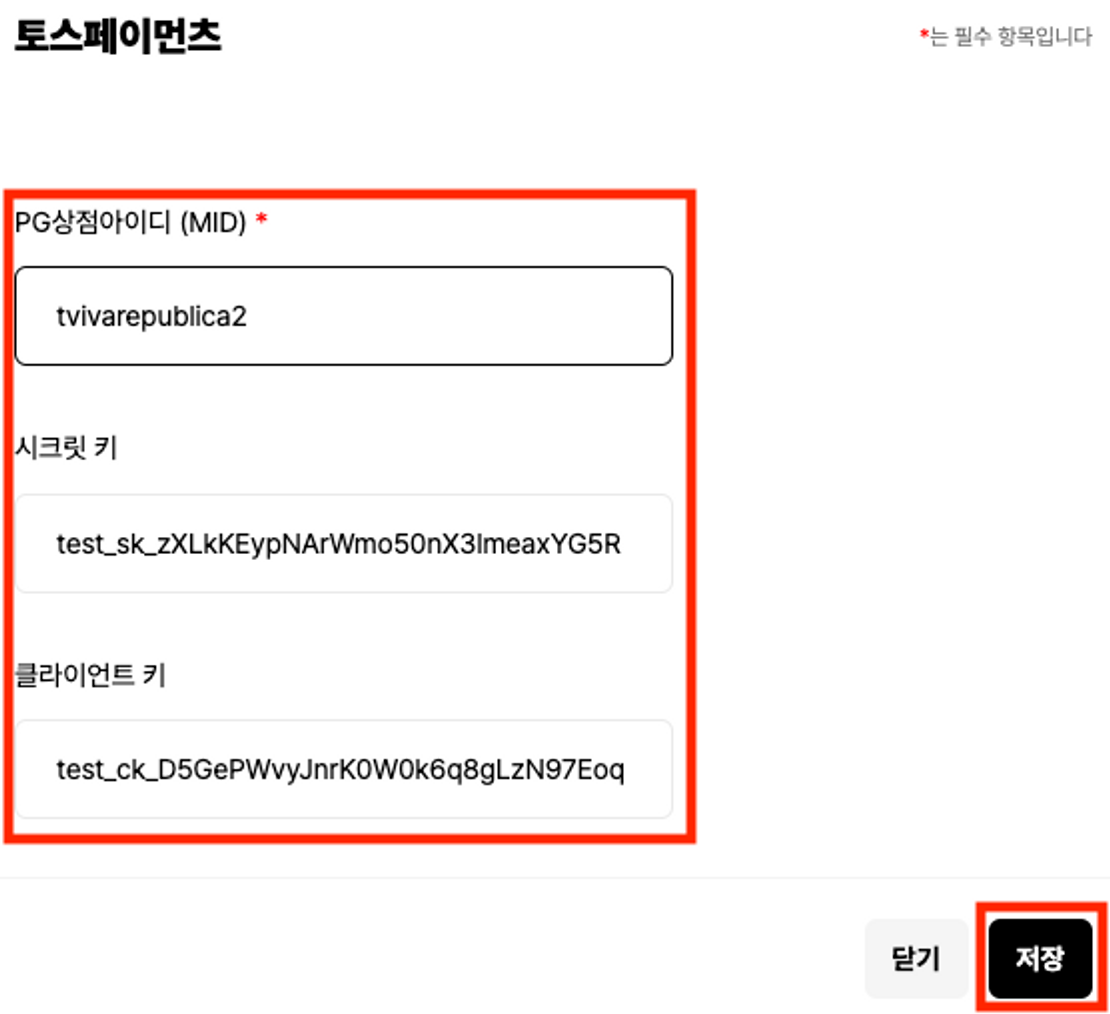 토스페이먼츠
*는 필수 항목입니다
PG상점아이디 (MID) *
tvivarepublica2
시크릿 키
test_sk_zXLkKEypNArWmo50nX3lmeaxYG5R
클라이언트 키
test_ck_D5GePWvyJnrK0W0k6q8gLzN97Eoq
닫기
저장